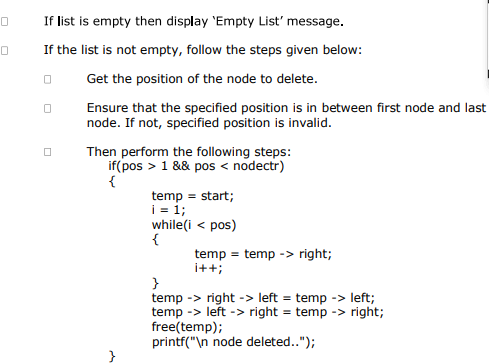 If list is empty then display ‘Empty List’ message.
If the list is not empty, follow the steps given below:
Get the position of the node to delete.
Ensure that the specified position is in between first node and last
node. If not, specified position is invalid.
Then perform the following steps:
if(pos > 1 && pos < nodectr)
{
temp = start;
i = 1;
while(i < pos)
{
temp = temp -> right;
i++;
}
temp -> right -> left = temp -> left;
temp -> left -> right = temp -> right;
free(temp);
printf("\n node deleted..");
}